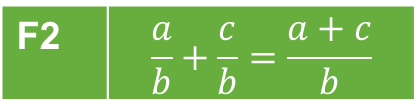 F2
a/b + c/b = (a + c)/b